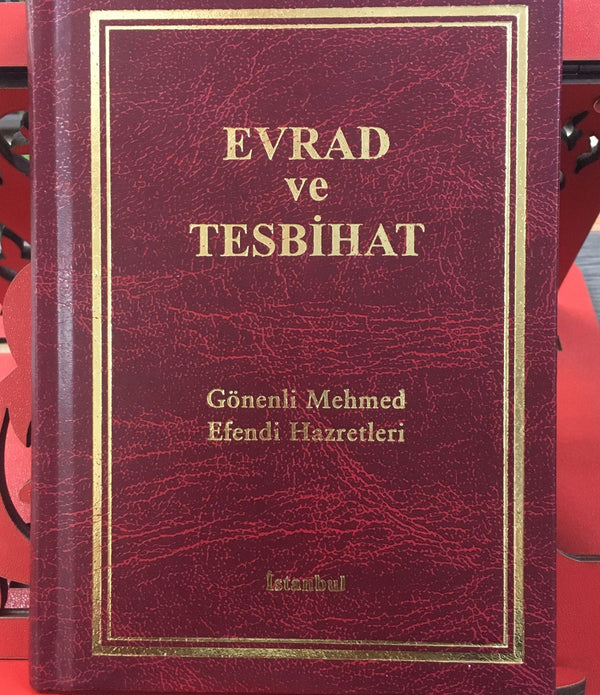 EVRAD
ve
TESBİHAT
Gönenli Mehmed
Efendi Hazretleri
İstanbul